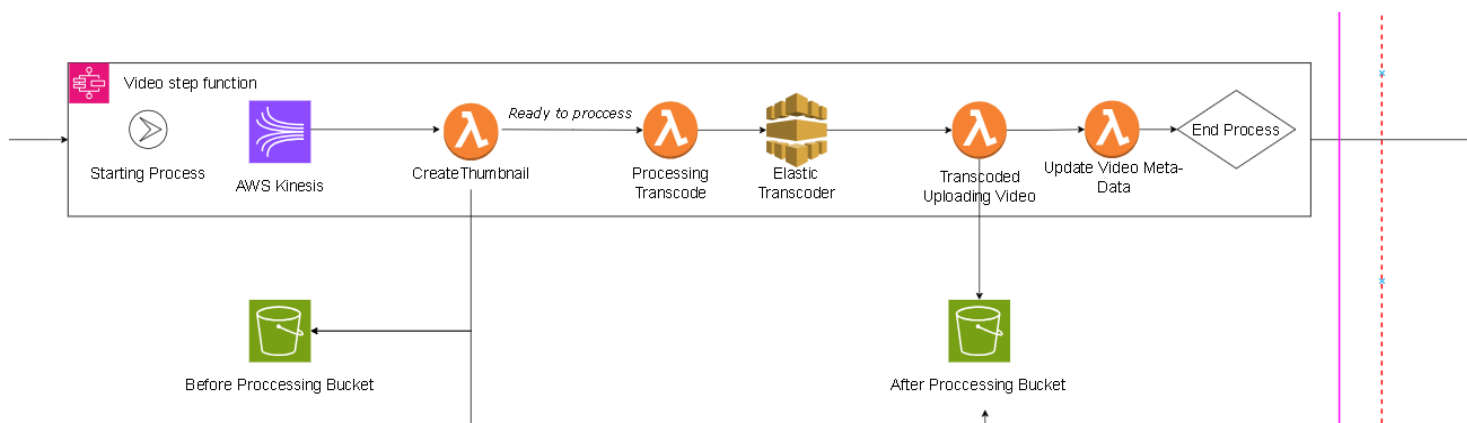 Video step function
Ready to proccess
End Process
Starting Process
AWS Kinesis
CreateThumbnail
Processing
Transcode
Elastic
Transcoder
Transcoded
Uploading Video
Update Video Meta-
Data
Before Proccessing Bucket
After Proccessing Bucket